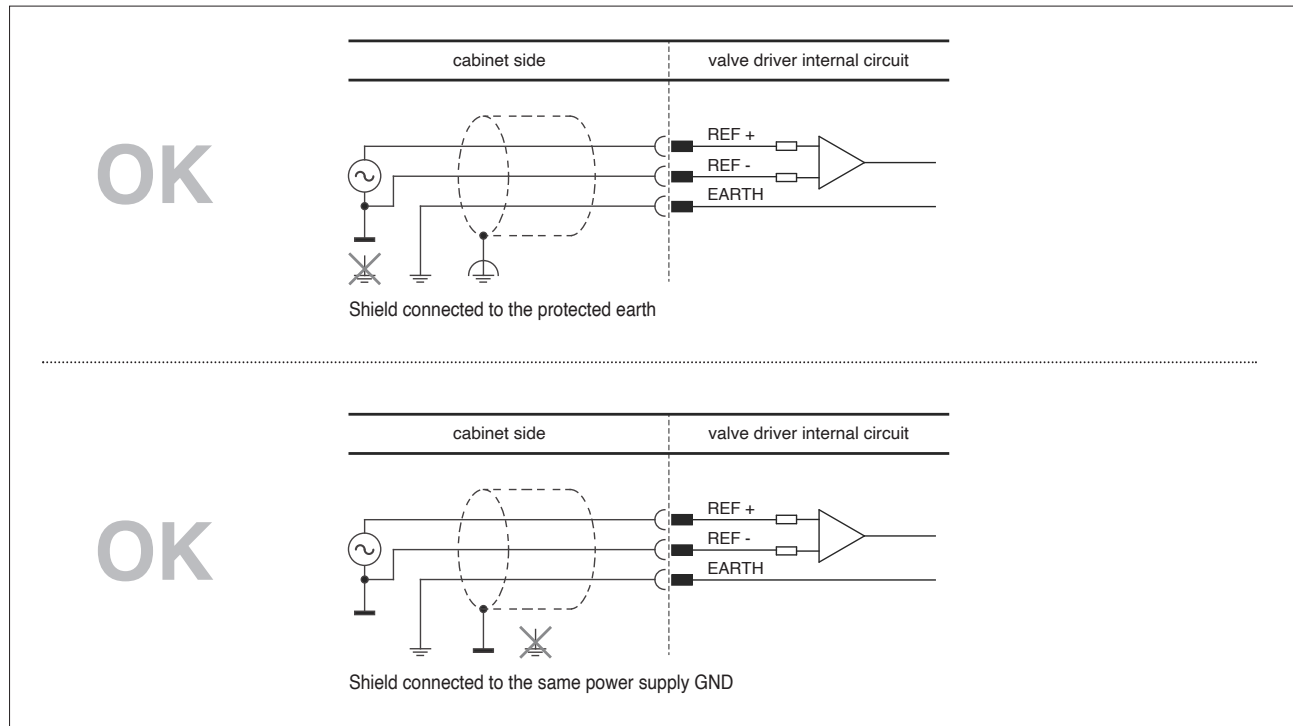 cabinet side
valve driver internal circuit
OK
REF +
REF -
EARTH
Shield connected to the protected earth
cabinet side
valve driver internal circuit
OK
REF +
REF -
EARTH
Shield connected to the same power supply GND